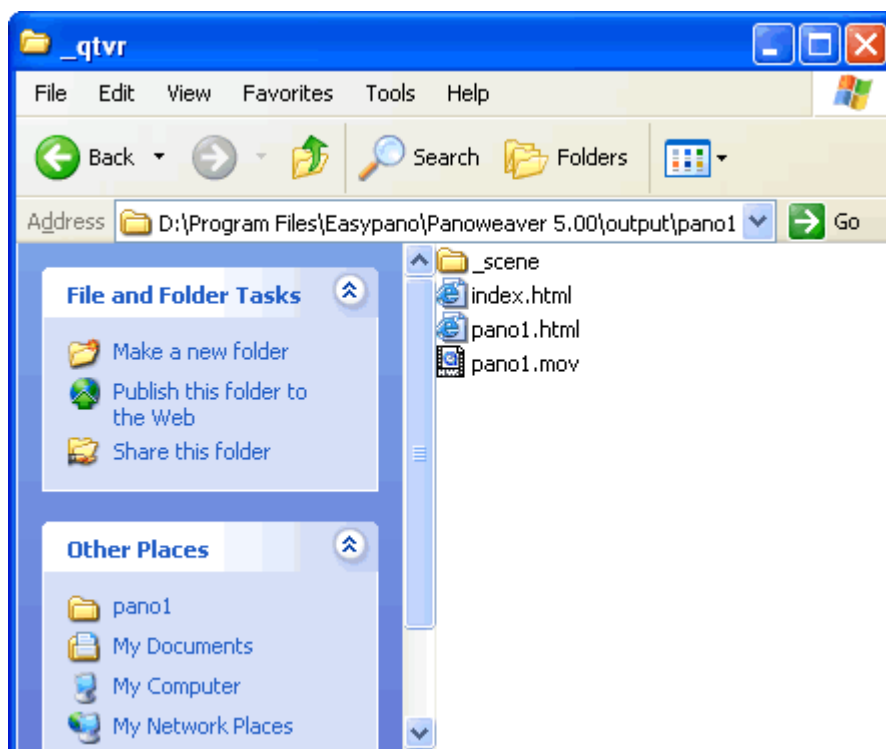 _qtvr
File Edit View Favorites Tools Help
Back Search Folders
Address D:\Program Files\Easypano\Panoweaver 5.00\output\pano1 Go
File and Folder Tasks
Make a new folder
Publish this folder to
the Web
Share this folder
Other Places
pano1
My Documents
My Computer
My Network Places
_scene
index.html
pano1.html
pano1.mov